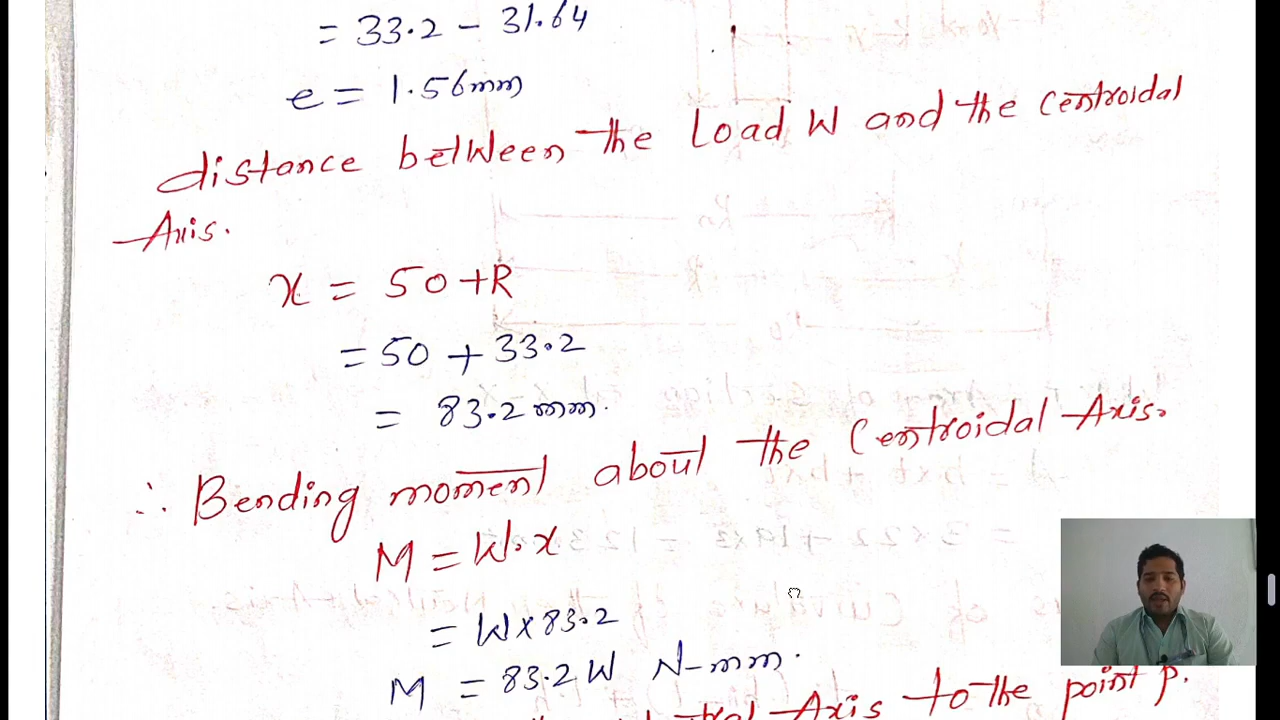 = 33.2 - 31.64
e = 1.56mm
distance between the Load W and the Centroidal
Axis.
x = 50+R
= 50 + 33.2
= 83.2 mm.
∴ Bending moment about the Centroidal Axis.
M = W.x
= W×83.2
M = 83.2 W N-mm.
Axis to the point P.